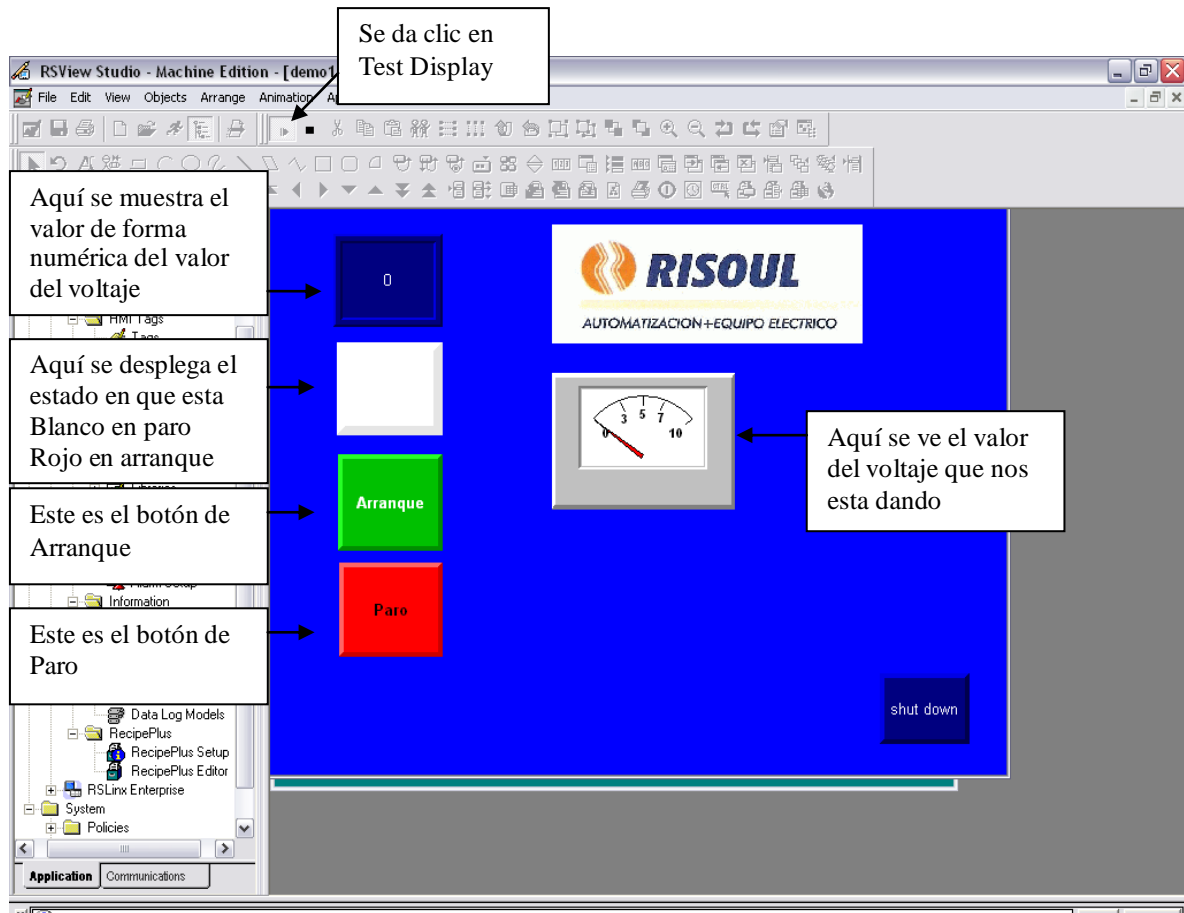 Se da clic en
Test Display
RSView Studio - Machine Edition - [demo1
File Edit View Objects Arrange Animation
Aquí se muestra el
valor de forma
numérica del valor
del voltaje
0
RISOUL
AUTOMATIZACION+EQUIPO ELECTRICO
HMI Tags
Tags
Aquí se desplega el
estado en que esta
Blanco en paro
Rojo en arranque
0 3 5 7 10
Aquí se ve el valor
del voltaje que nos
esta dando
Este es el botón de
Arranque
Arranque
Information
Este es el botón de
Paro
Paro
shut down
Data Log Models
RecipePlus
RecipePlus Setup
RecipePlus Editor
RSLinx Enterprise
System
Policies
Application Communications